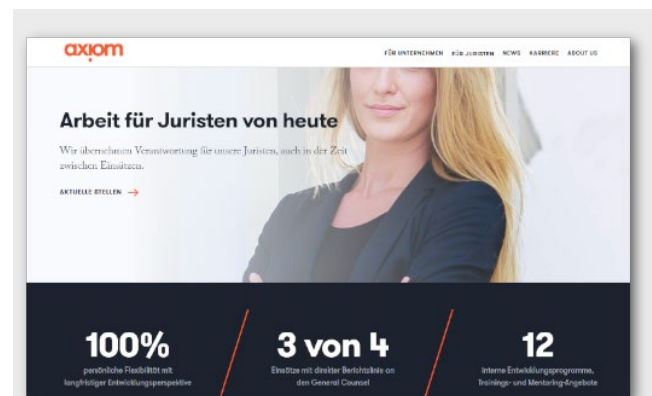 axiom
FÜR UNTERNEHMEN FÜR JURISTEN NEWS KARRIERE ABOUT US
Arbeit für Juristen von heute
Wir übernehmen Verantwortung für unsere Juristen, auch in der Zeit
zwischen Einsätzen.
AKTUELLE STELLEN
100%
persönliche Flexibilität mit
langfristiger Entwicklungsperspektive
3 von 4
Einsätze mit direkter Berichtslinie an
den General Counsel
12
Interne Entwicklungsprogramme,
Trainings- und Mentoring-Angebote